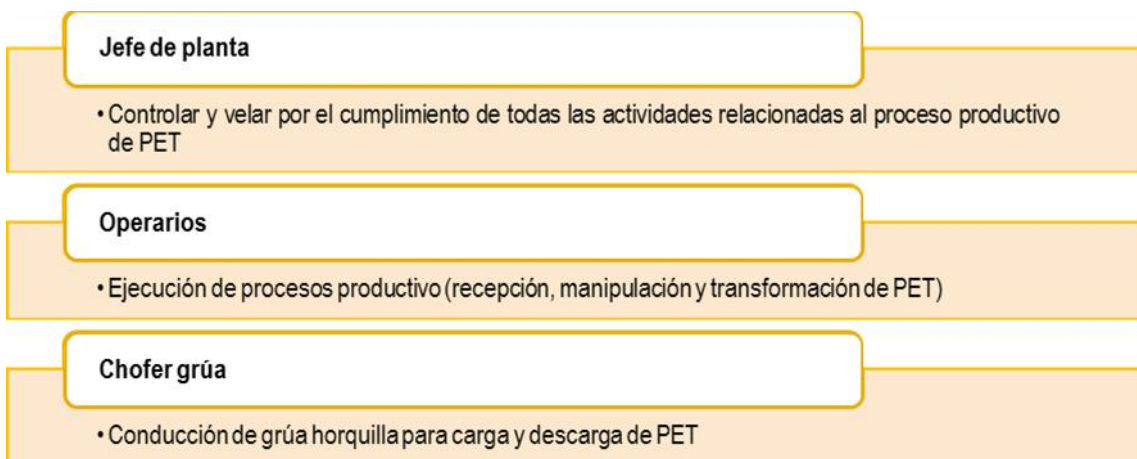 Jefe de planta
• Controlar y velar por el cumplimiento de todas las actividades relacionadas al proceso productivo
de PET
Operarios
• Ejecución de procesos productivo (recepción, manipulación y transformación de PET)
Chofer grúa
• Conducción de grúa horquilla para carga y descarga de PET